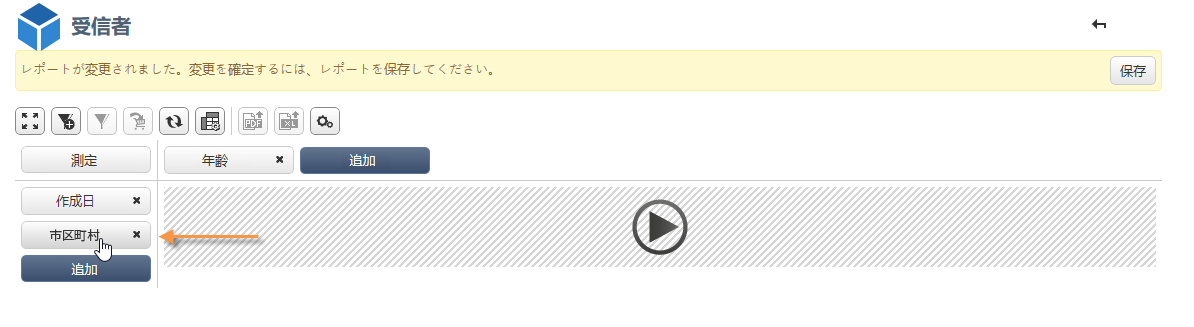 受信者
レポートが変更されました。変更を確定するには、レポートを保存してください。
保存
PDF
XL
測定
年齢
追加
作成日
市区町村
追加